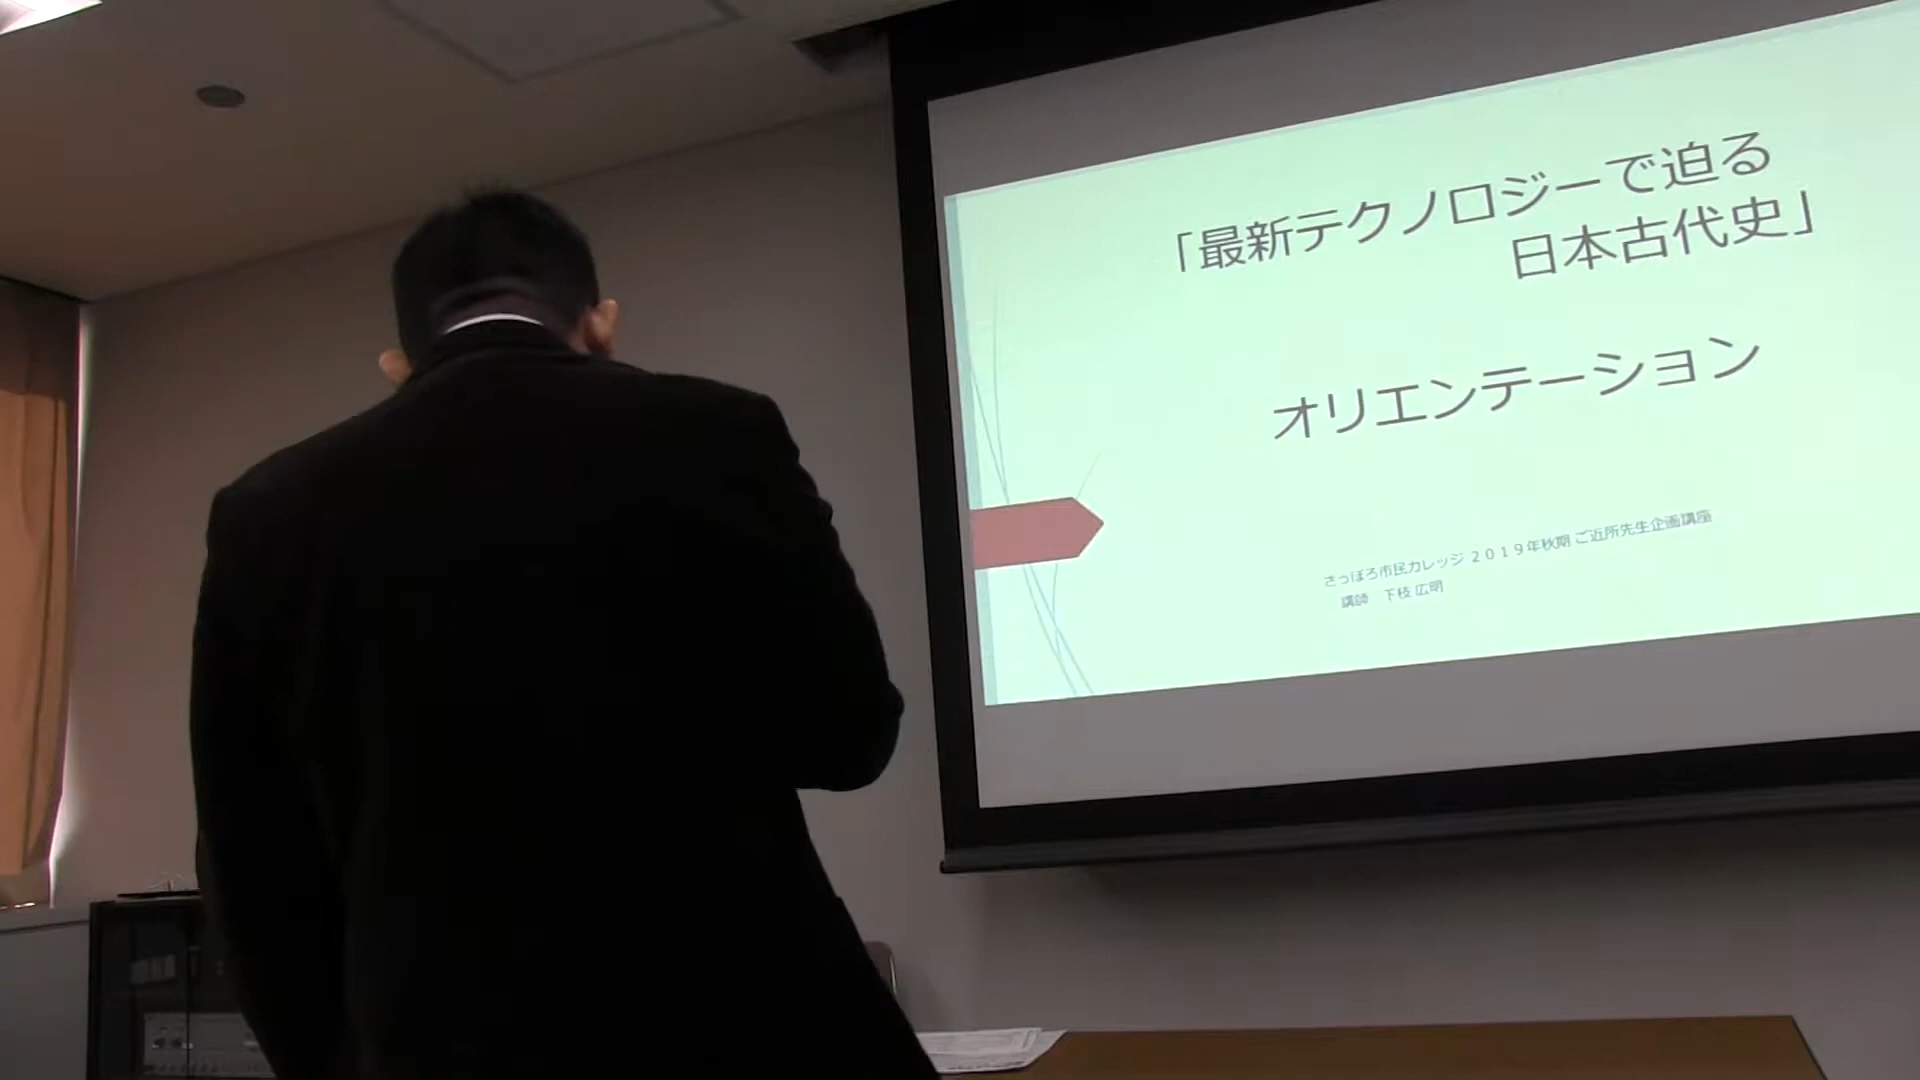 「最新テクノロジーで迫る
日本古代史」
オリエンテーション
さっぽろ市民カレッジ ２０１９年秋期 ご近所先生企画講座
講師　下枝 広明